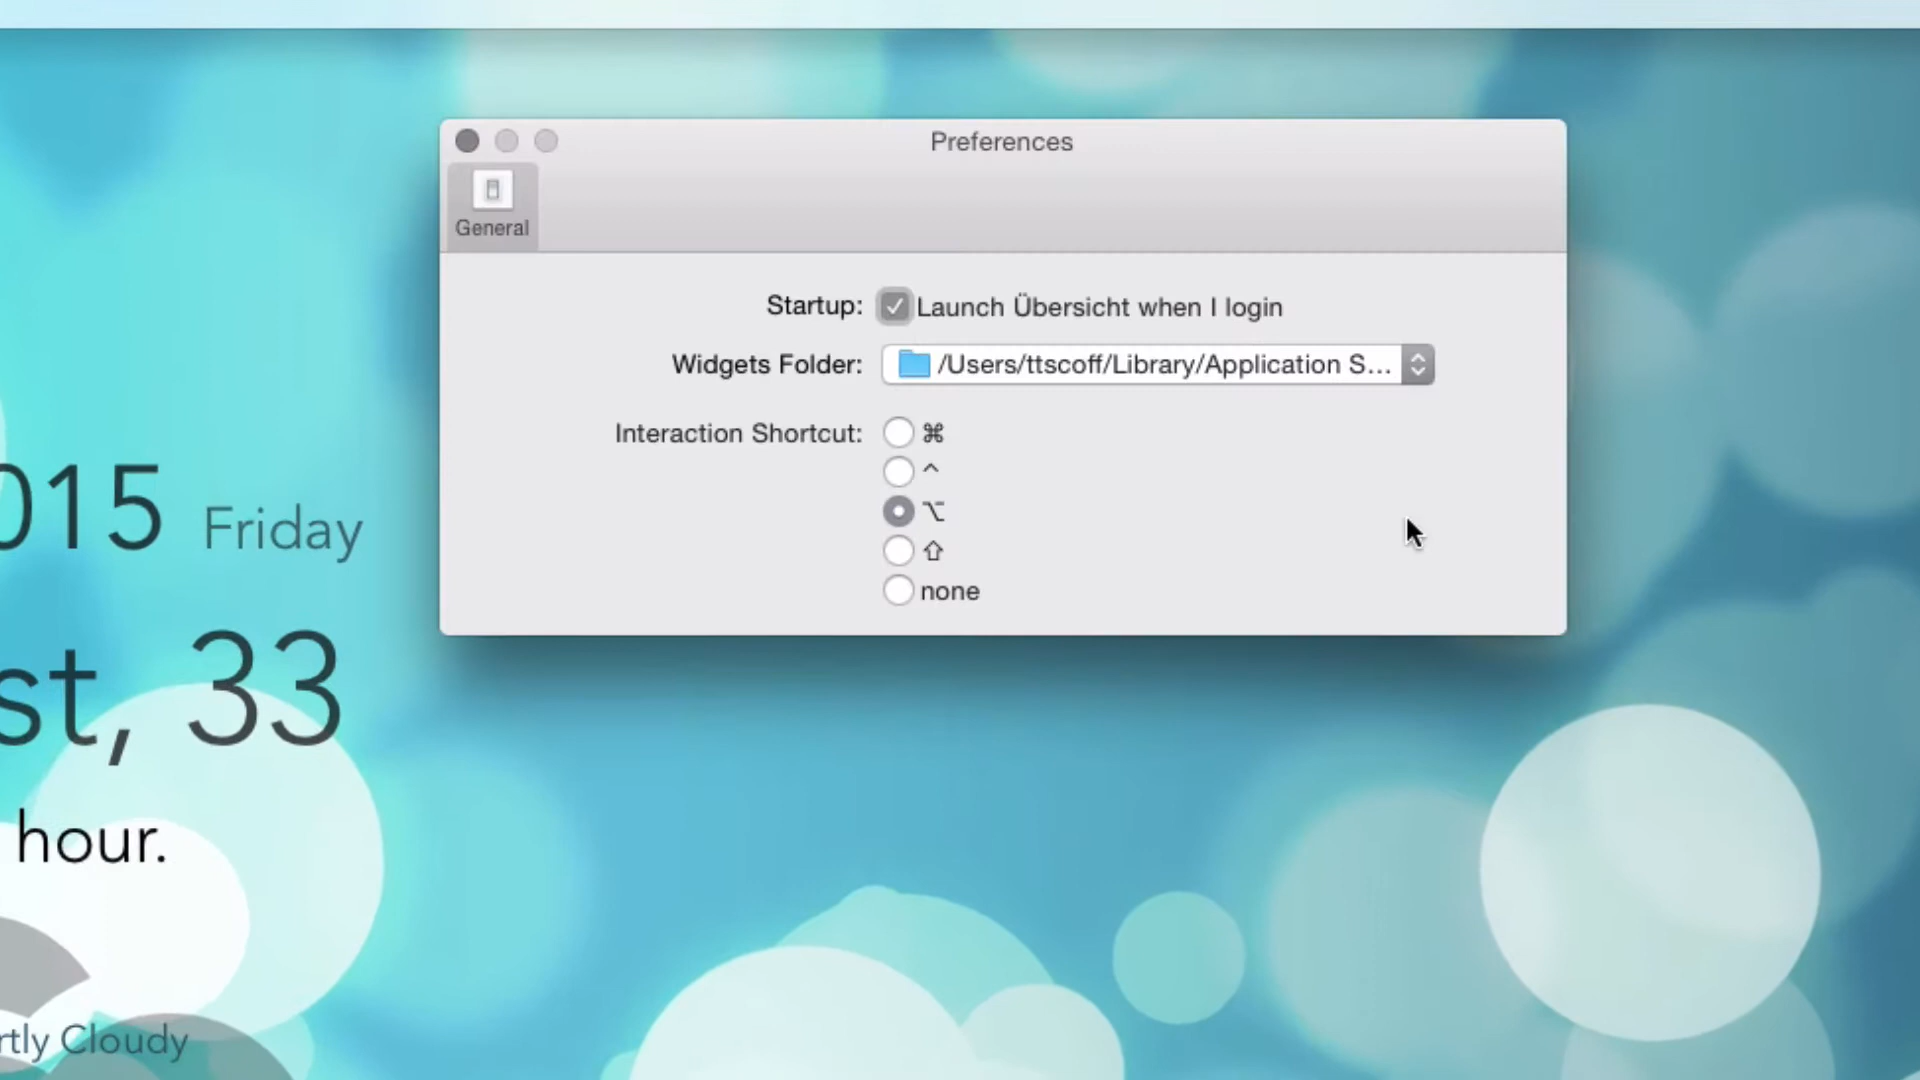 Preferences
General
Startup: Launch Übersicht when I login
Widgets Folder: /Users/ttscoff/Library/Application S...
Interaction Shortcut: ⌘
^
⌥
⇧
none
015 Friday
st, 33
hour.
rtly Cloudy